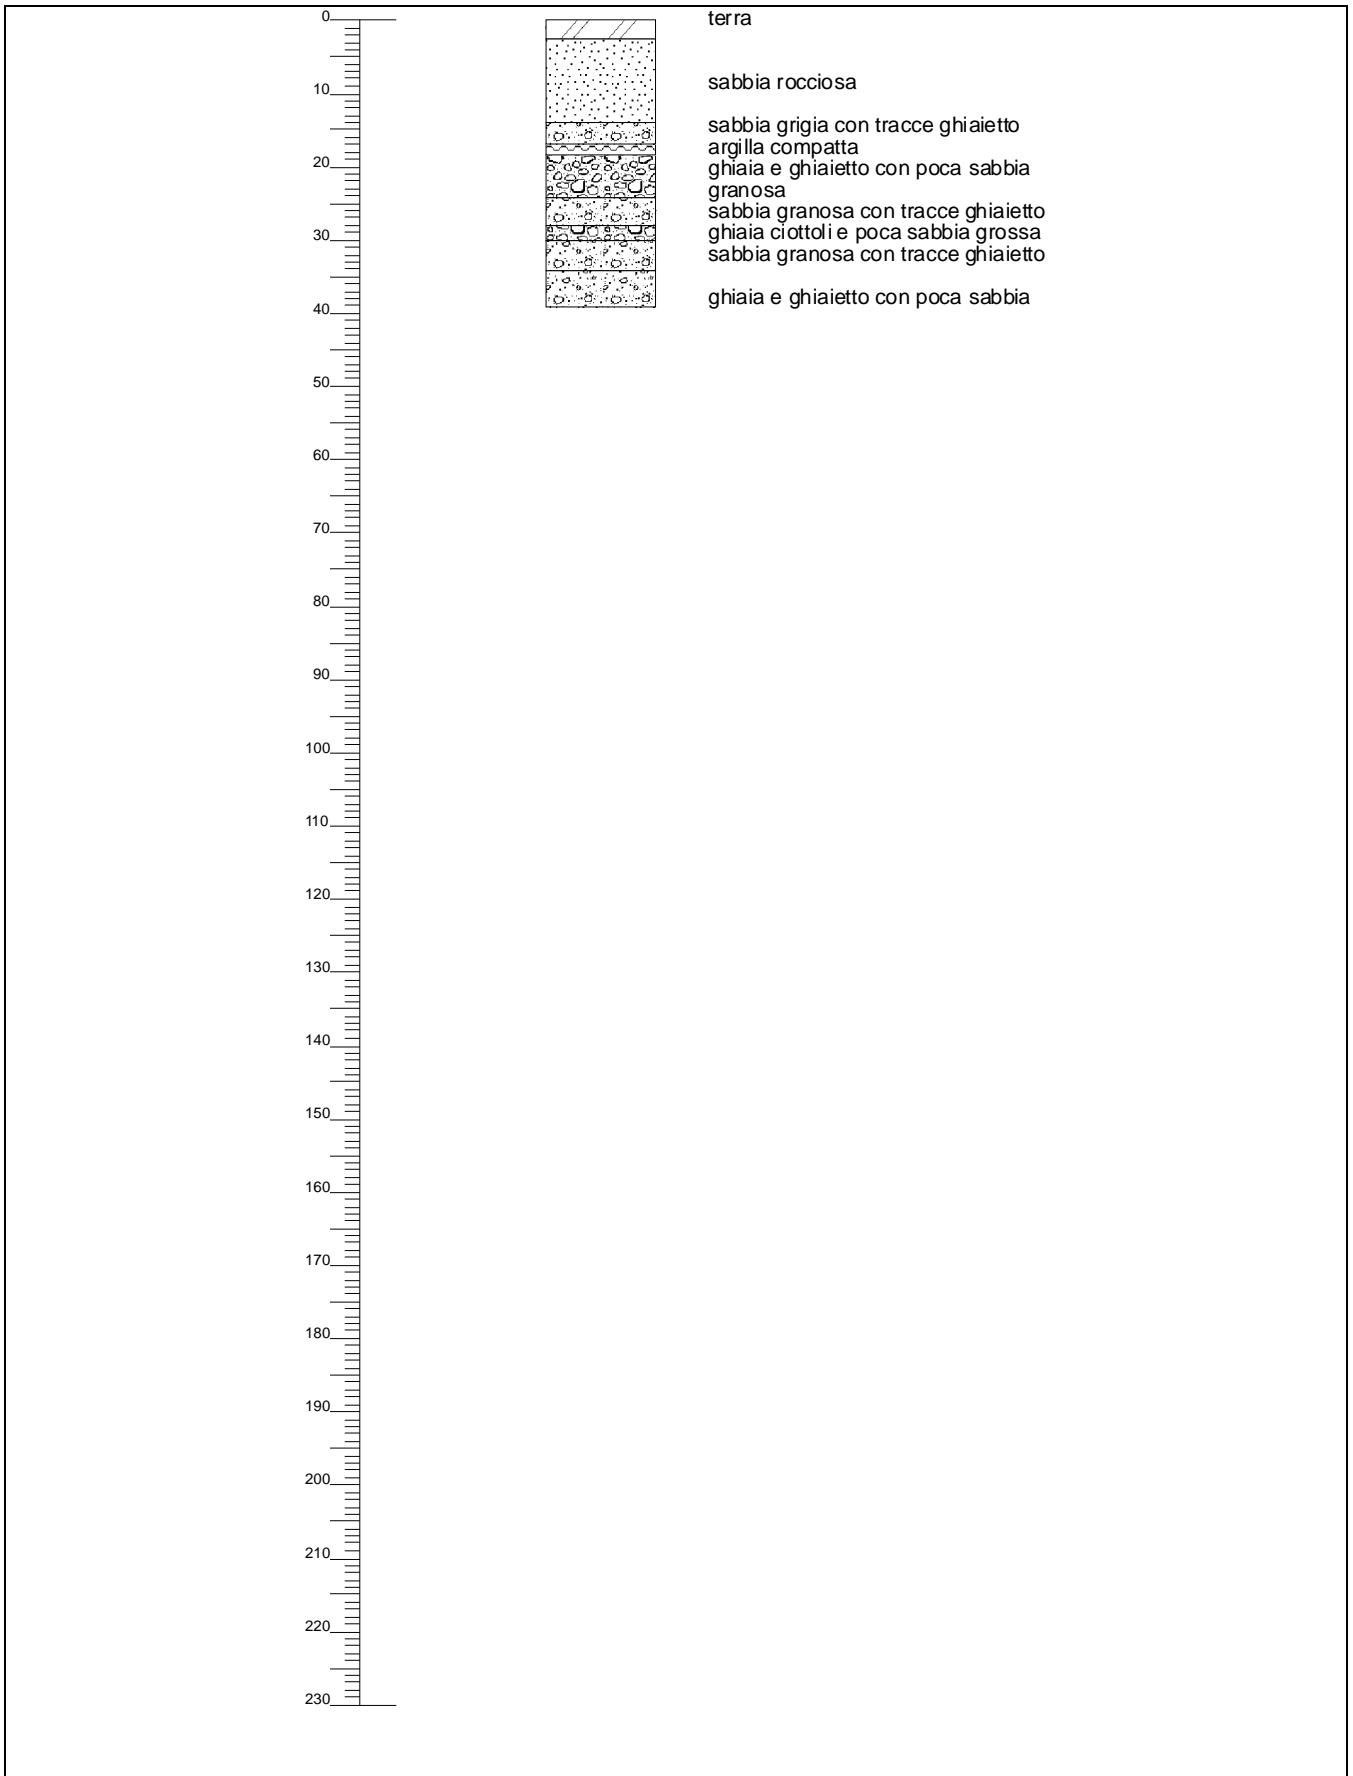 0
terra
10
sabbia rocciosa
sabbia grigia con tracce ghiaietto
argilla compatta
20
ghiaia e ghiaietto con poca sabbia
granosa
sabbia granosa con tracce ghiaietto
30
ghiaia ciottoli e poca sabbia grossa
sabbia granosa con tracce ghiaietto
ghiaia e ghiaietto con poca sabbia
40
50
60
70
80
90
100
110
120
130
140
150
160
170
180
190
200
210
220
230